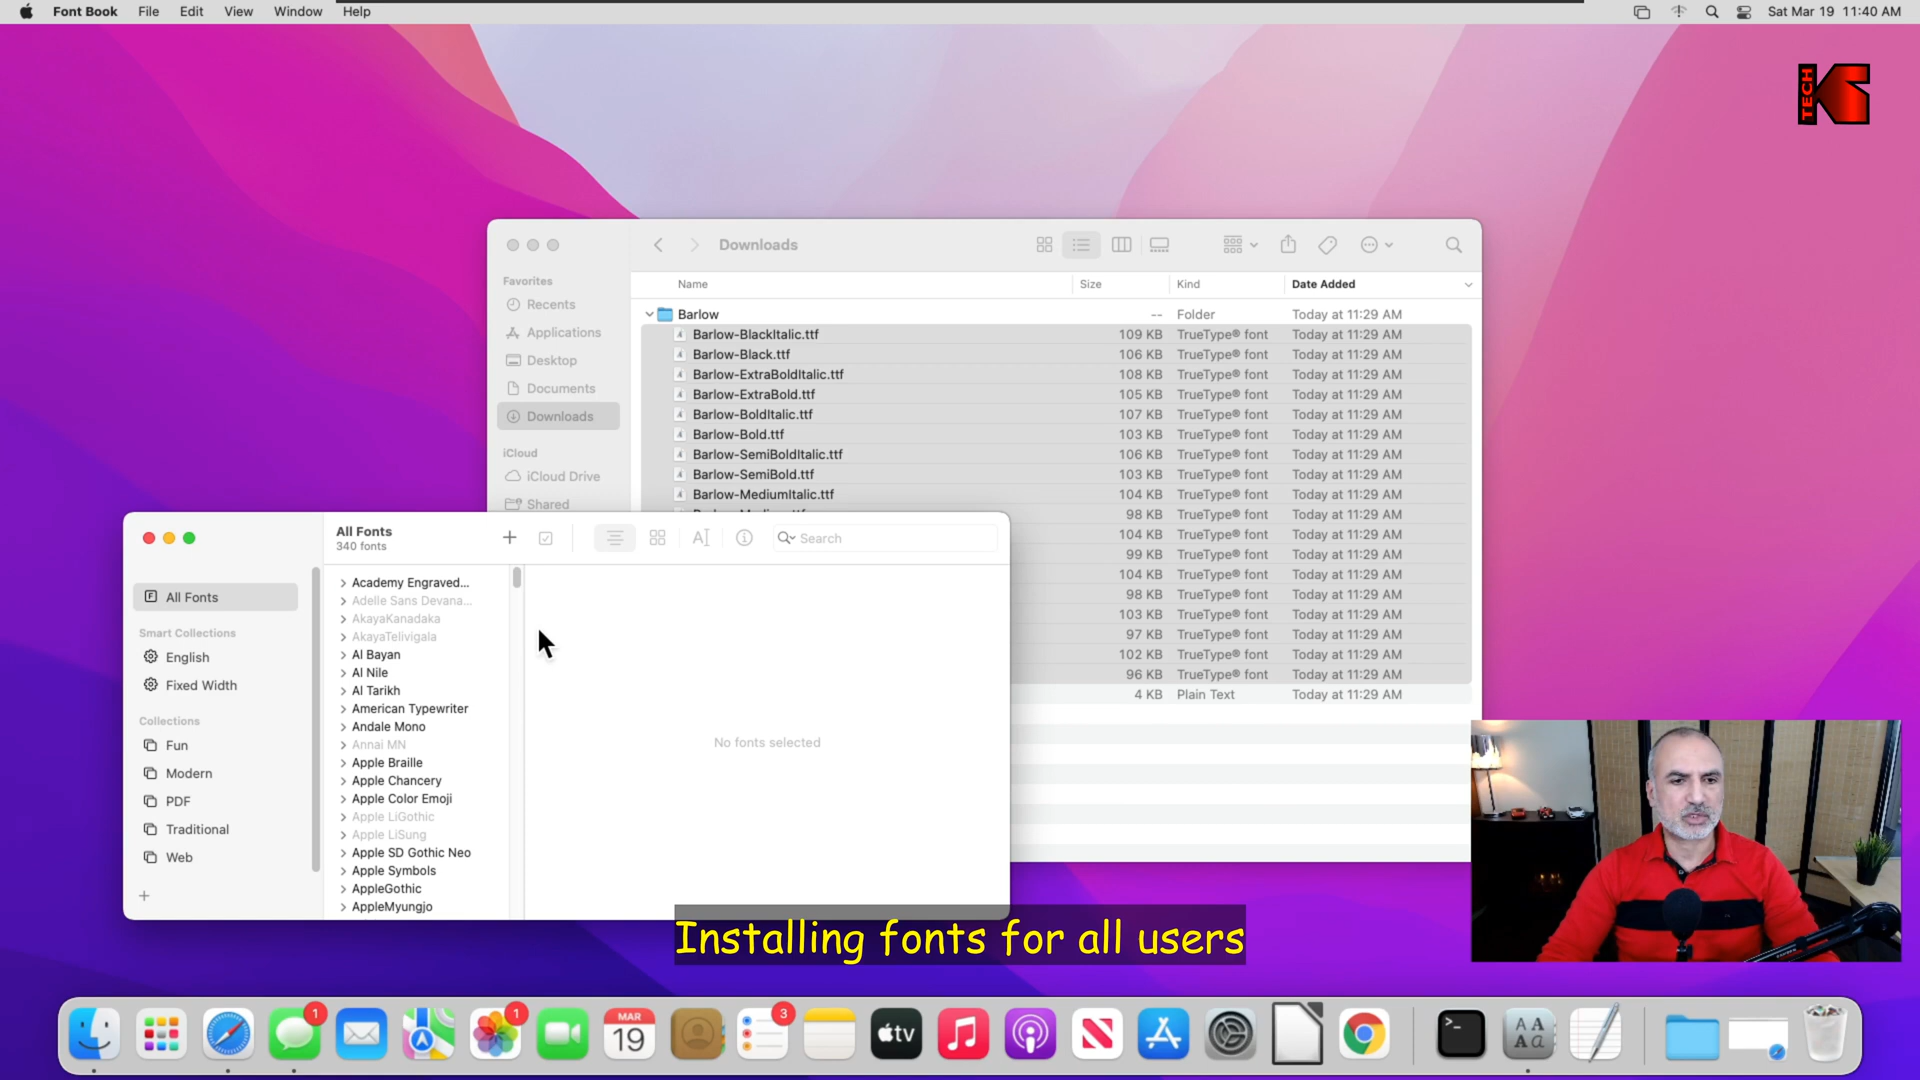 Font Book File Edit View Window Help
Sat Mar 19 11:40 AM
TECH K
Downloads
Favorites
Recents
Applications
Desktop
Documents
Downloads
iCloud
iCloud Drive
Shared
Name Size Kind Date Added
Barlow -- Folder Today at 11:29 AM
Barlow-BlackItalic.ttf 109 KB TrueType® font Today at 11:29 AM
Barlow-Black.ttf 106 KB TrueType® font Today at 11:29 AM
Barlow-ExtraBoldItalic.ttf 108 KB TrueType® font Today at 11:29 AM
Barlow-ExtraBold.ttf 105 KB TrueType® font Today at 11:29 AM
Barlow-BoldItalic.ttf 107 KB TrueType® font Today at 11:29 AM
Barlow-Bold.ttf 103 KB TrueType® font Today at 11:29 AM
Barlow-SemiBoldItalic.ttf 106 KB TrueType® font Today at 11:29 AM
Barlow-SemiBold.ttf 103 KB TrueType® font Today at 11:29 AM
Barlow-MediumItalic.ttf 104 KB TrueType® font Today at 11:29 AM
98 KB TrueType® font Today at 11:29 AM
104 KB TrueType® font Today at 11:29 AM
99 KB TrueType® font Today at 11:29 AM
104 KB TrueType® font Today at 11:29 AM
98 KB TrueType® font Today at 11:29 AM
103 KB TrueType® font Today at 11:29 AM
97 KB TrueType® font Today at 11:29 AM
102 KB TrueType® font Today at 11:29 AM
96 KB TrueType® font Today at 11:29 AM
4 KB Plain Text Today at 11:29 AM
All Fonts
340 fonts
Search
All Fonts
Smart Collections
English
Fixed Width
Collections
Fun
Modern
PDF
Traditional
Web
Academy Engraved...
Adelle Sans Devana...
AkayaKanadaka
AkayaTelivigala
Al Bayan
Al Nile
Al Tarikh
American Typewriter
Andale Mono
Annai MN
Apple Braille
Apple Chancery
Apple Color Emoji
Apple LiGothic
Apple LiSung
Apple SD Gothic Neo
Apple Symbols
AppleGothic
AppleMyungjo
No fonts selected
Installing fonts for all users
1
1
MAR
19
3
tv